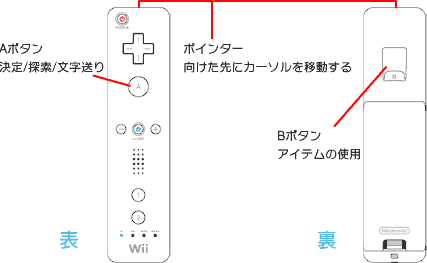 POWER
Aボタン
決定/探索/文字送り
A
ポインター
向けた先にカーソルを移動する
B
Bボタン
アイテムの使用
HOME
1
2
Wii
Nintendo
表
裏